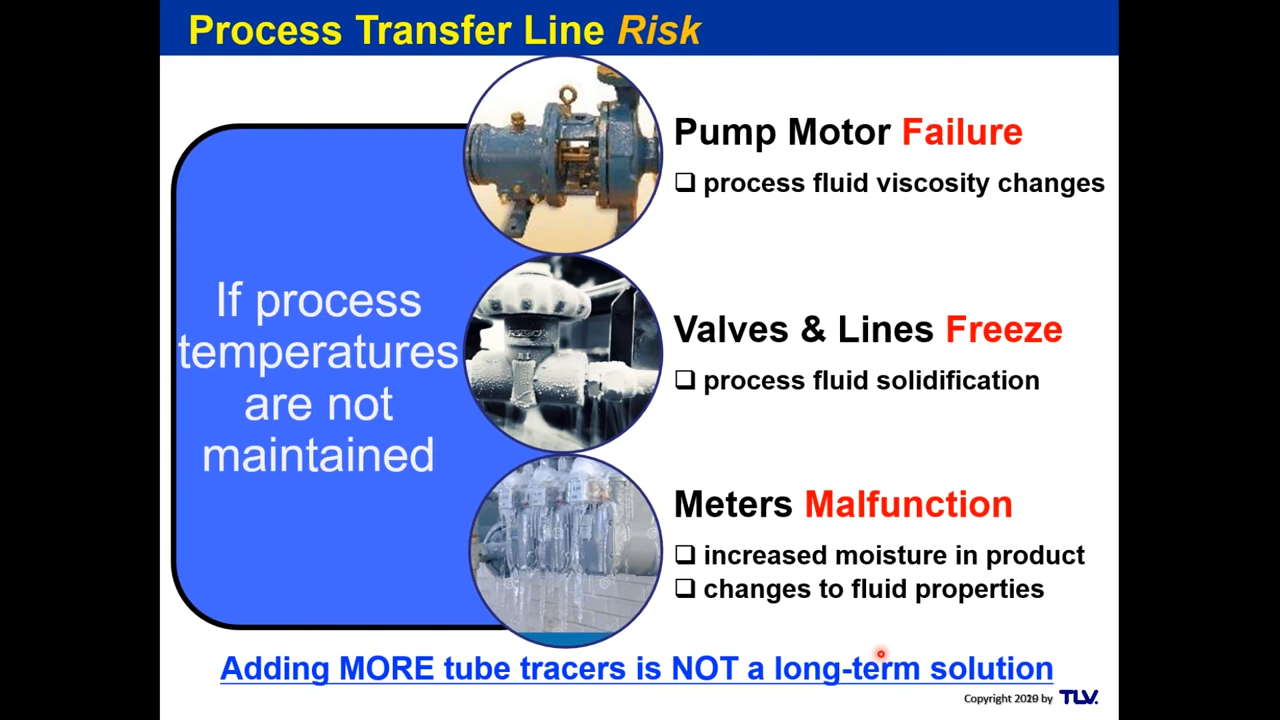 Process Transfer Line Risk
If process
temperatures
are not
maintained
Pump Motor Failure
❑ process fluid viscosity changes
Valves & Lines Freeze
❑ process fluid solidification
Meters Malfunction
❑ increased moisture in product
❑ changes to fluid properties
Adding MORE tube tracers is NOT a long-term solution
Copyright by TLV.